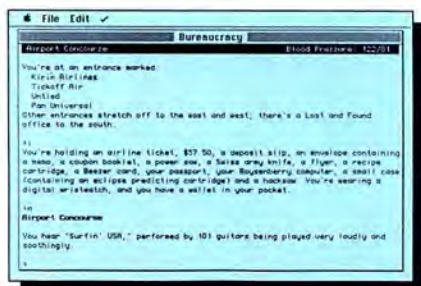 File Edit
Bureaucracy
Airport Concourse Blood Pressure: 122/81
You're at an entrance marked:
Kirin Airlines
Tickoff Air
Untied
Pan Universal
Other entrances stretch off to the east and west; there's a Lost and Found
office to the south.
>i
You're holding an airline ticket, $57.50, a deposit slip, an envelope containing
a memo, a coupon booklet, a power saw, a Swiss army knife, a flyer, a recipe
cartridge, a Beezer card, your passport, your Boysenberry computer, a small case
(containing an eclipse predicting cartridge) and a hacksaw. You're wearing a
digital wristwatch, and you have a wallet in your pocket.
>n
Airport Concourse
You hear "Surfin' USA," performed by 101 guitars being played very loudly and
soothingly.
>